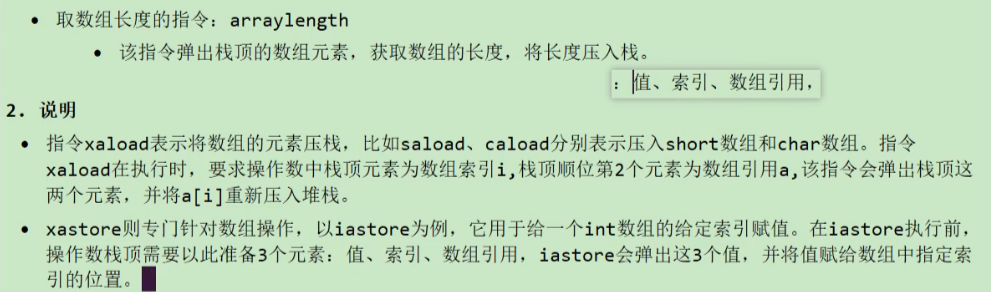 • 取数组长度的指令：arraylength
• 该指令弹出栈顶的数组元素，获取数组的长度，将长度压入栈。
：值、索引、数组引用，
2. 说明
• 指令xaload表示将数组的元素压栈，比如saload、caload分别表示压入short数组和char数组。指令
xaload在执行时，要求操作数中栈顶元素为数组索引i,栈顶顺位第2个元素为数组引用a,该指令会弹出栈顶这
两个元素，并将a[i]重新压入堆栈。
• xastore则专门针对数组操作，以iastore为例，它用于给一个int数组的给定索引赋值。在iastore执行前，
操作数栈顶需要以此准备3个元素：值、索引、数组引用，iastore会弹出这3个值，并将值赋给数组中指定索
引的位置。